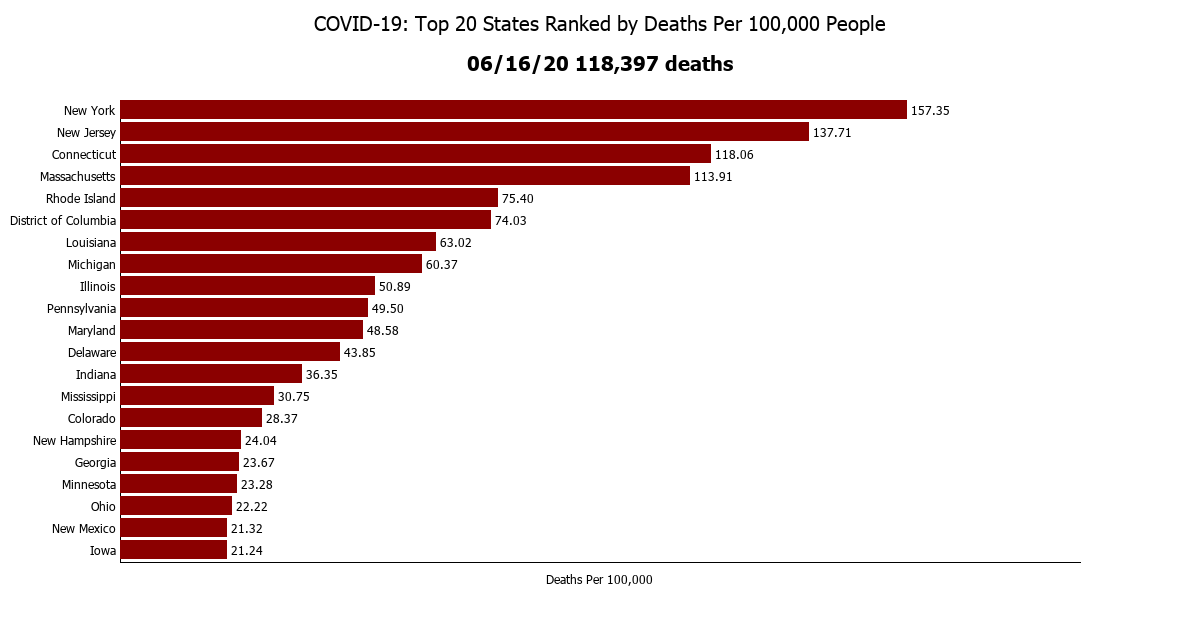 COVID-19: Top 20 States Ranked by Deaths Per 100,000 People
06/16/20 118,397 deaths
New York 157.35
New Jersey 137.71
Connecticut 118.06
Massachusetts 113.91
Rhode Island 75.40
District of Columbia 74.03
Louisiana 63.02
Michigan 60.37
Illinois 50.89
Pennsylvania 49.50
Maryland 48.58
Delaware 43.85
Indiana 36.35
Mississippi 30.75
Colorado 28.37
New Hampshire 24.04
Georgia 23.67
Minnesota 23.28
Ohio 22.22
New Mexico 21.32
Iowa 21.24
Deaths Per 100,000